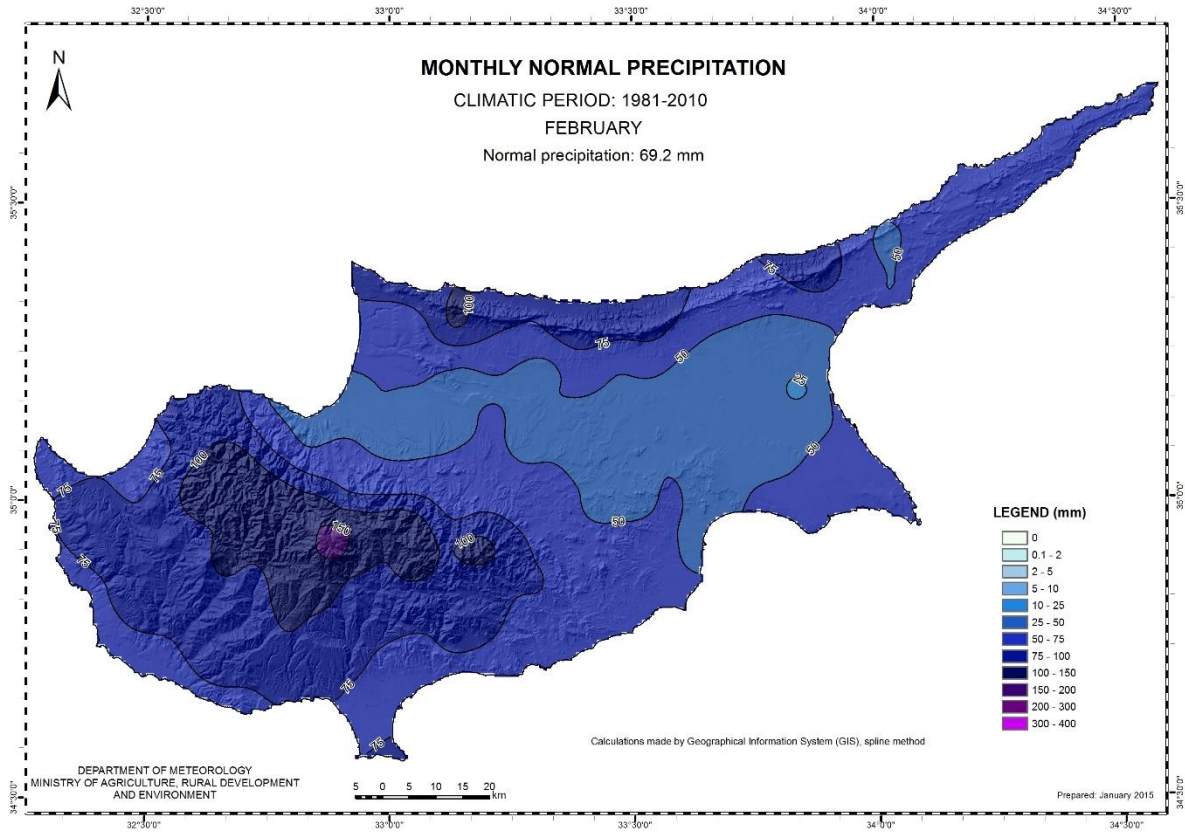 32°30'0"
33°0'0"
33°30'0"
34°0'0"
34°30'0"
N
MONTHLY NORMAL PRECIPITATION
CLIMATIC PERIOD: 1981-2010
FEBRUARY
Normal precipitation: 69.2 mm
35°30'0"
35°30'0"
50
75
100
75
50
25
50
100
75
75
35°0'0"
35°0'0"
75
75
150
100
50
75
75
LEGEND (mm)
0
0.1 - 2
2 - 5
5 - 10
10 - 25
25 - 50
50 - 75
75 - 100
100 - 150
150 - 200
200 - 300
300 - 400
Calculations made by Geographical Information System (GIS), spline method
DEPARTMENT OF METEOROLOGY
MINISTRY OF AGRICULTURE, RURAL DEVELOPMENT
AND ENVIRONMENT
5 0 5 10 15 20
km
Prepared: January 2015
34°30'0"
34°30'0"
32°30'0"
33°0'0"
33°30'0"
34°0'0"
34°30'0"